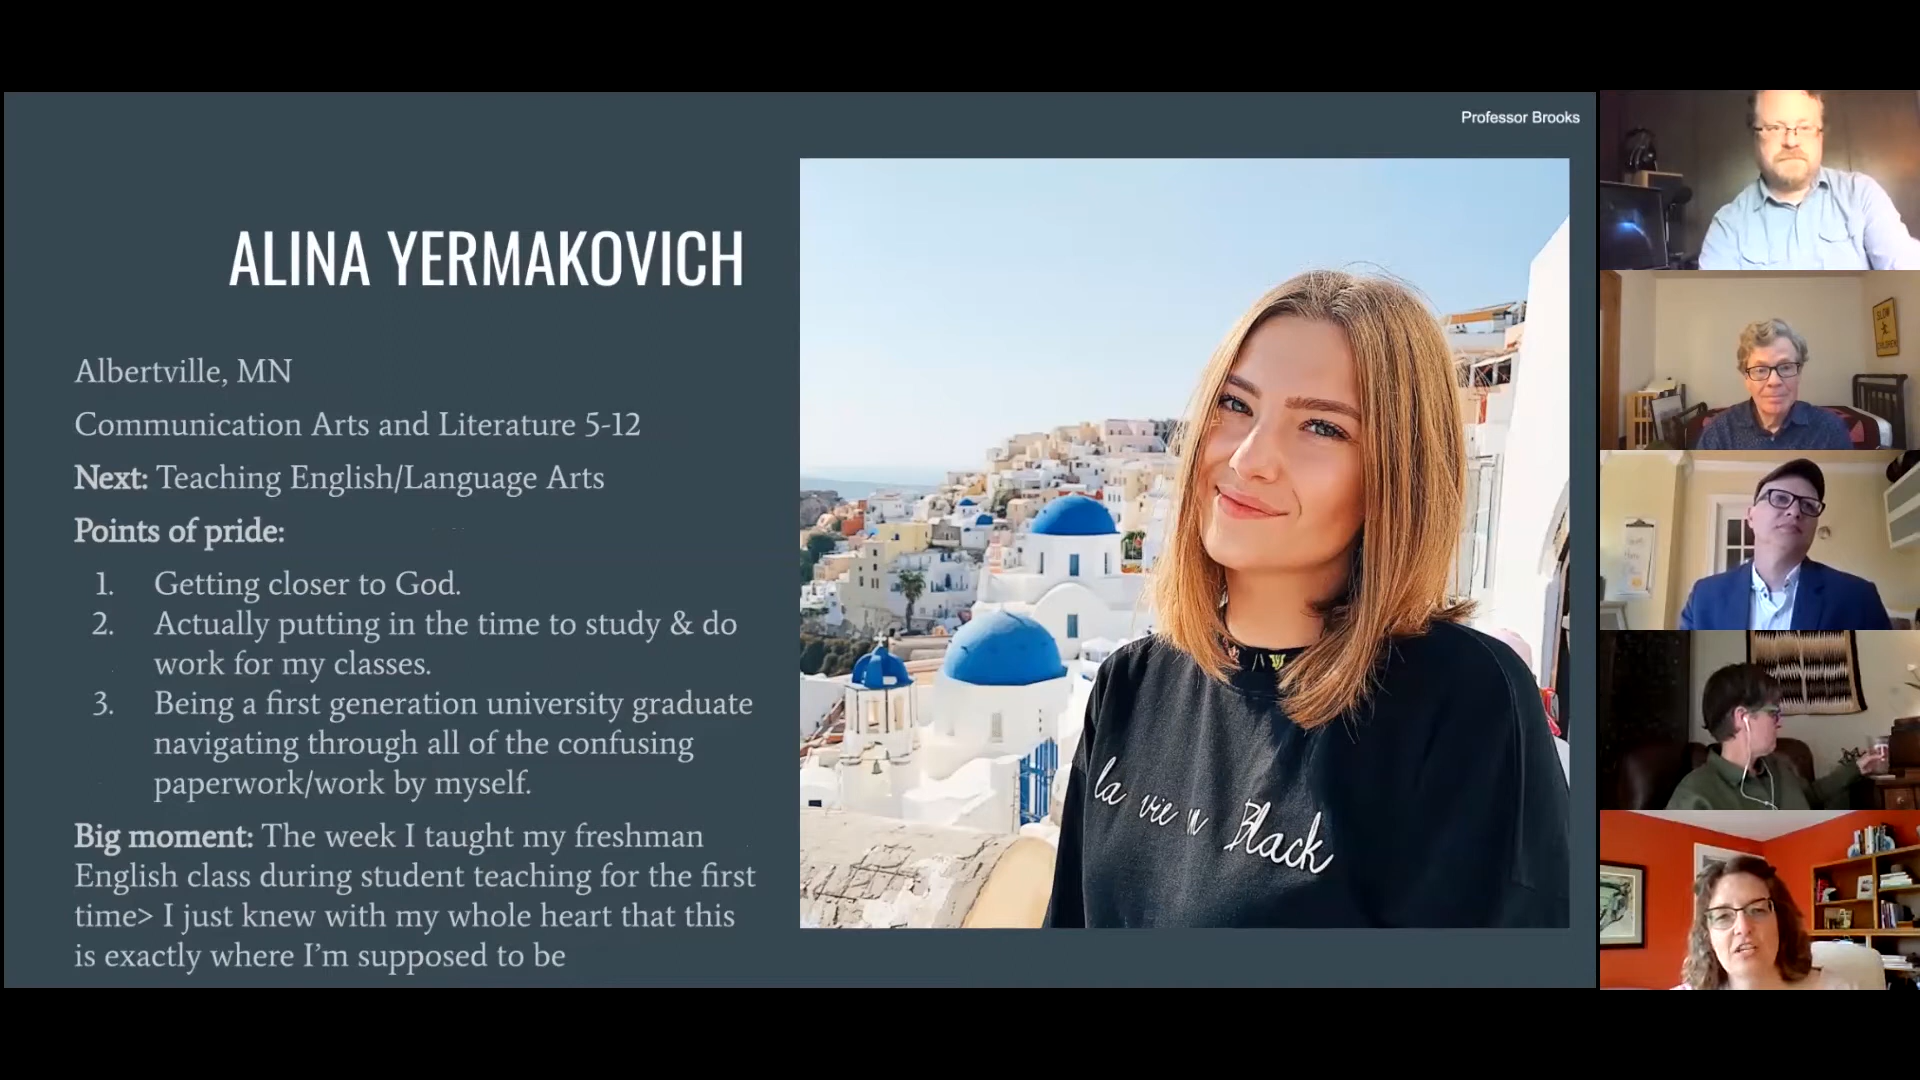 Professor Brooks
ALINA YERMAKOVICH
Albertville, MN
Communication Arts and Literature 5-12
Next: Teaching English/Language Arts
Points of pride:
1. Getting closer to God.
2. Actually putting in the time to study & do
work for my classes.
3. Being a first generation university graduate
navigating through all of the confusing
paperwork/work by myself.
Big moment: The week I taught my freshman
English class during student teaching for the first
time> I just knew with my whole heart that this
is exactly where I'm supposed to be
la vie n Black
SLOW
CHILDREN